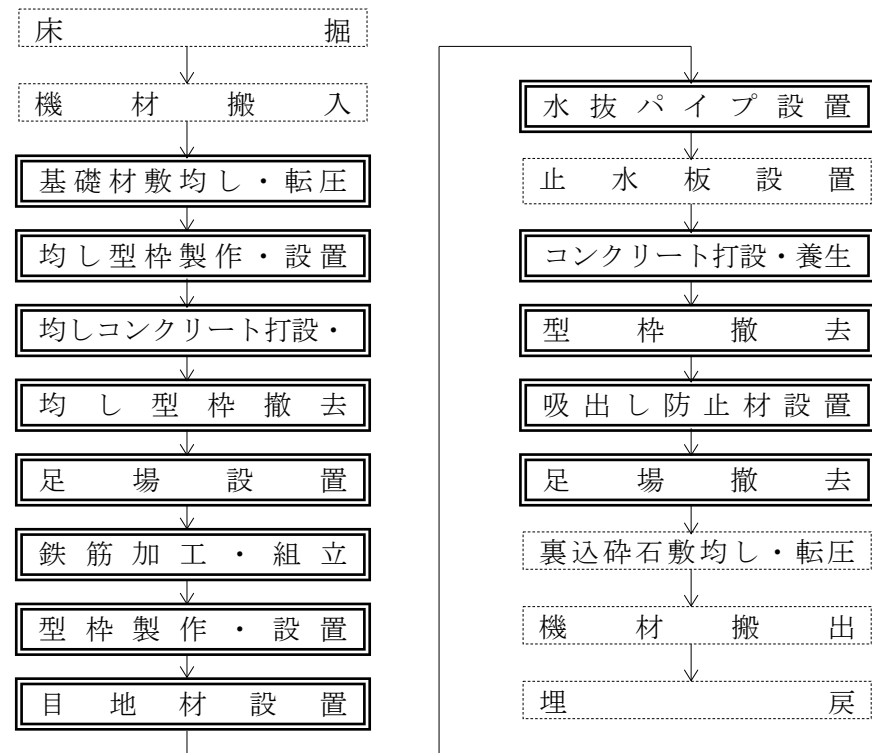 床掘
機材搬入
基礎材敷均し・転圧
均し型枠製作・設置
均しコンクリート打設・
均し型枠撤去
足場設置
鉄筋加工・組立
型枠製作・設置
目地材設置
水抜パイプ設置
止水板設置
コンクリート打設・養生
型枠撤去
吸出し防止材設置
足場撤去
裏込砕石敷均し・転圧
機材搬出
埋戻